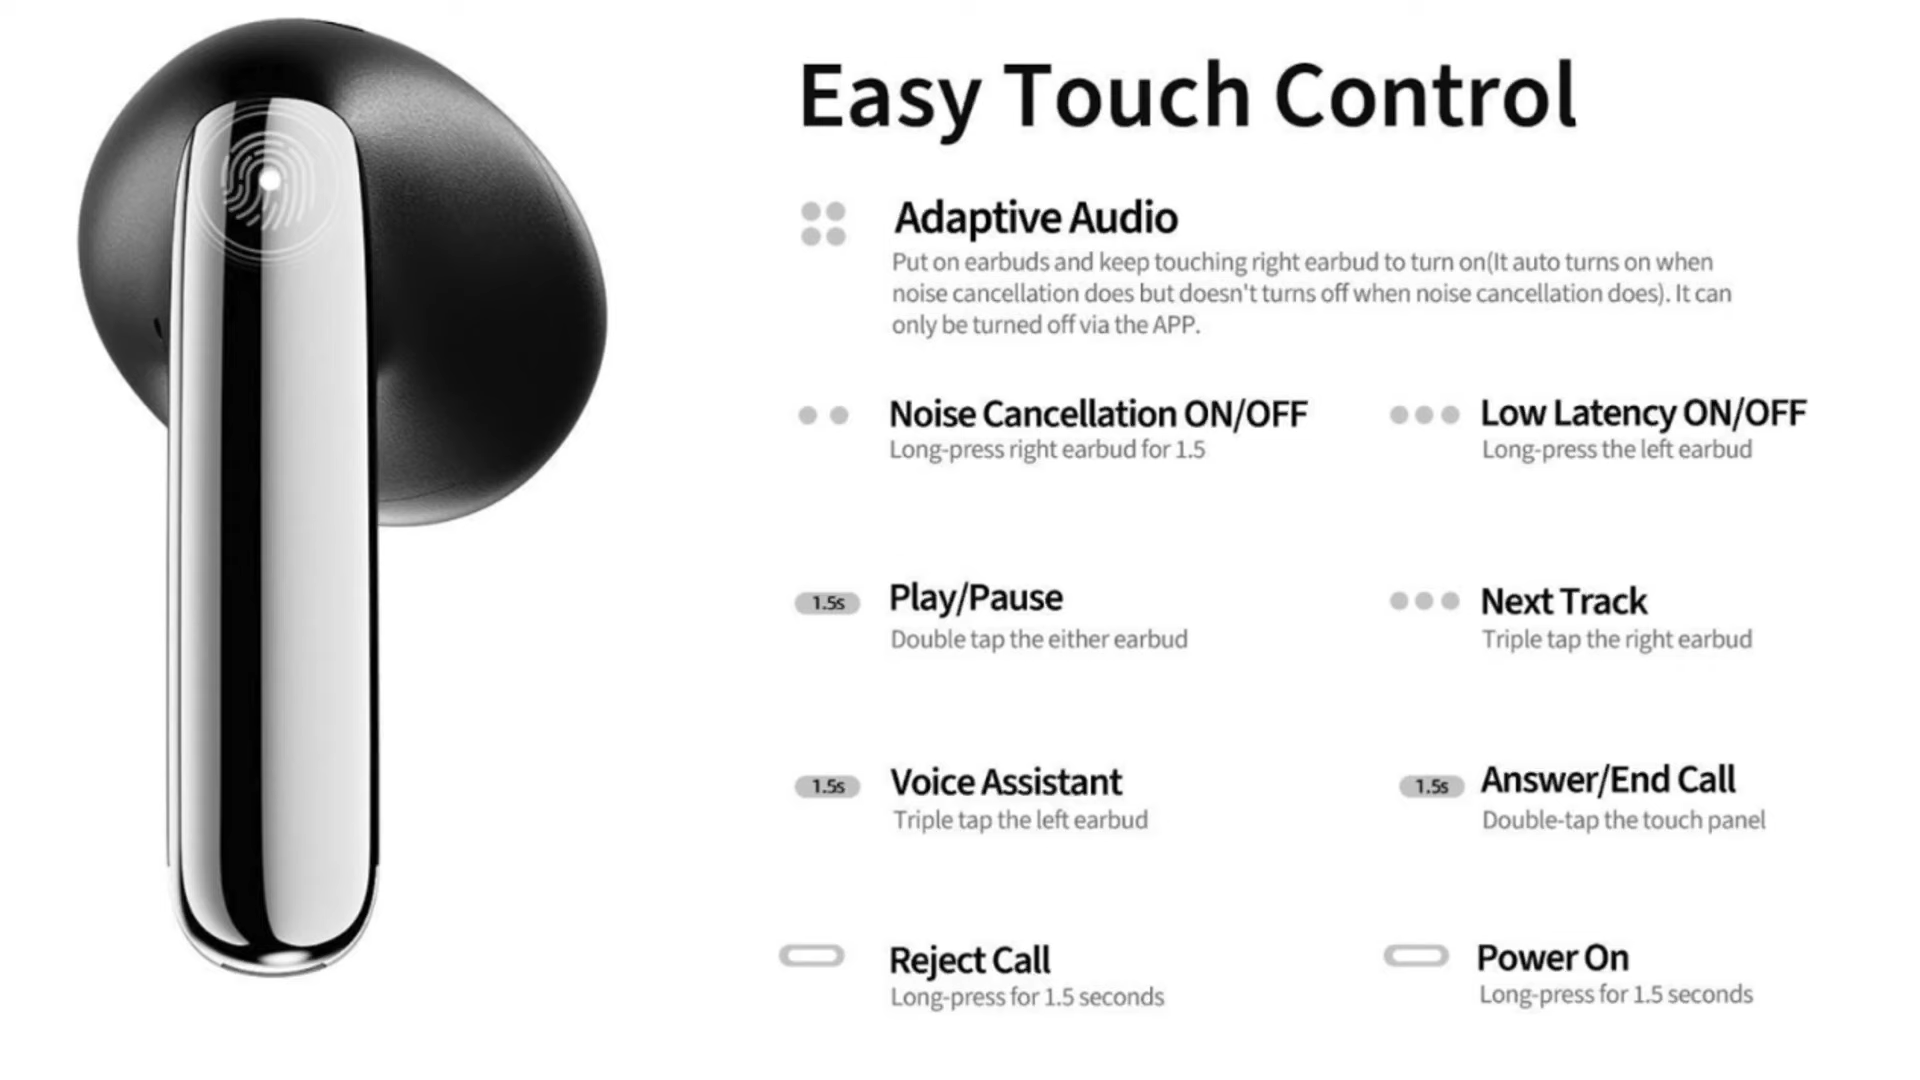 Easy Touch Control
Adaptive Audio
Put on earbuds and keep touching right earbud to turn on(It auto turns on when
noise cancellation does but doesn't turns off when noise cancellation does). It can
only be turned off via the APP.
Noise Cancellation ON/OFF
Long-press right earbud for 1.5
Low Latency ON/OFF
Long-press the left earbud
1.5s
Play/Pause
Double tap the either earbud
Next Track
Triple tap the right earbud
1.5s
Voice Assistant
Triple tap the left earbud
1.5s
Answer/End Call
Double-tap the touch panel
Reject Call
Long-press for 1.5 seconds
Power On
Long-press for 1.5 seconds